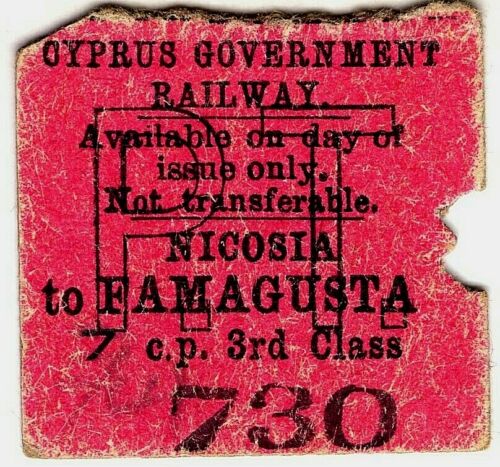 CYPRUS GOVERNMENT
RAILWAY.
Available on day of
issue only.
Not transferable.
NICOSIA
to FAMAGUSTA
7 c.p. 3rd Class
730